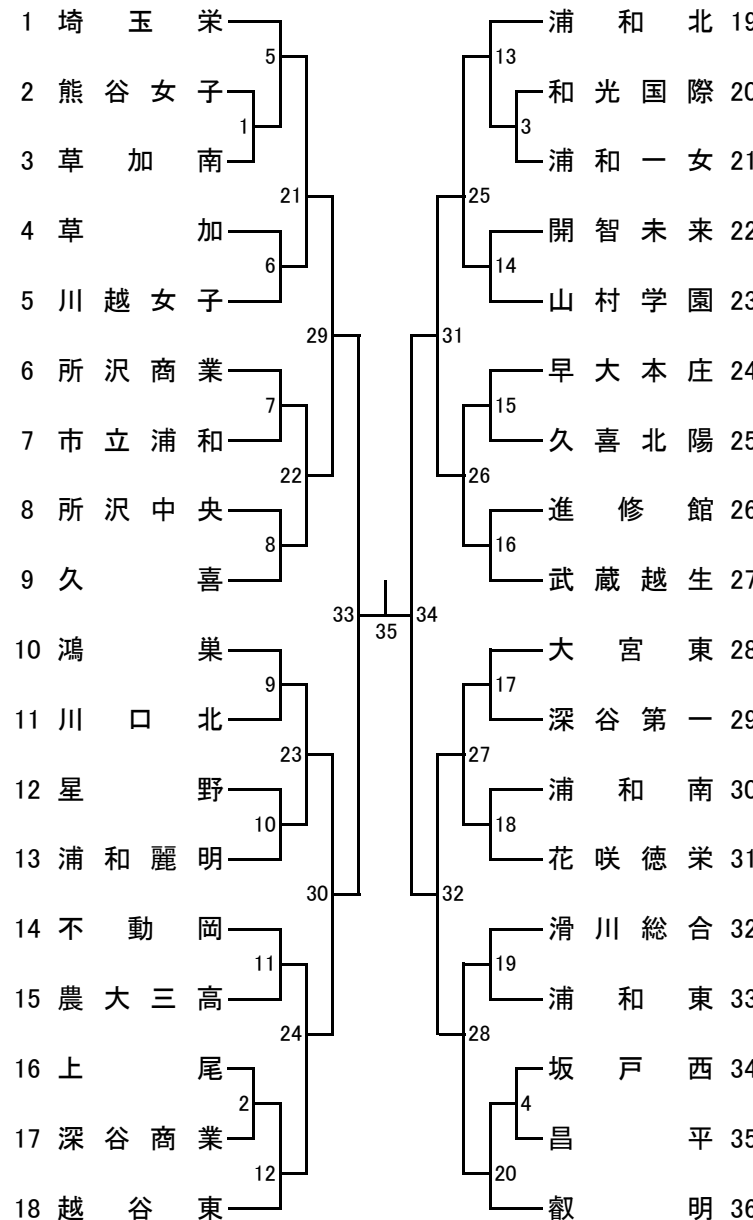 1 埼玉栄
2 熊谷女子
3 草加南
4 草加
5 川越女子
6 所沢商業
7 市立浦和
8 所沢中央
9 久喜
10 鴻巣
11 川口北
12 星野
13 浦和麗明
14 不動岡
15 農大三高
16 上尾
17 深谷商業
18 越谷東
5
1
21
6
29
7
22
8
33
9
23
10
30
11
24
2
12
35
34
13
3
25
14
31
15
26
16
17
27
18
32
19
28
4
20
浦和北 19
和光国際 20
浦和一女 21
開智未来 22
山村学園 23
早大本庄 24
久喜北陽 25
進修館 26
武蔵越生 27
大宮東 28
深谷第一 29
浦和南 30
花咲徳栄 31
滑川総合 32
浦和東 33
坂戸西 34
昌平 35
叡明 36